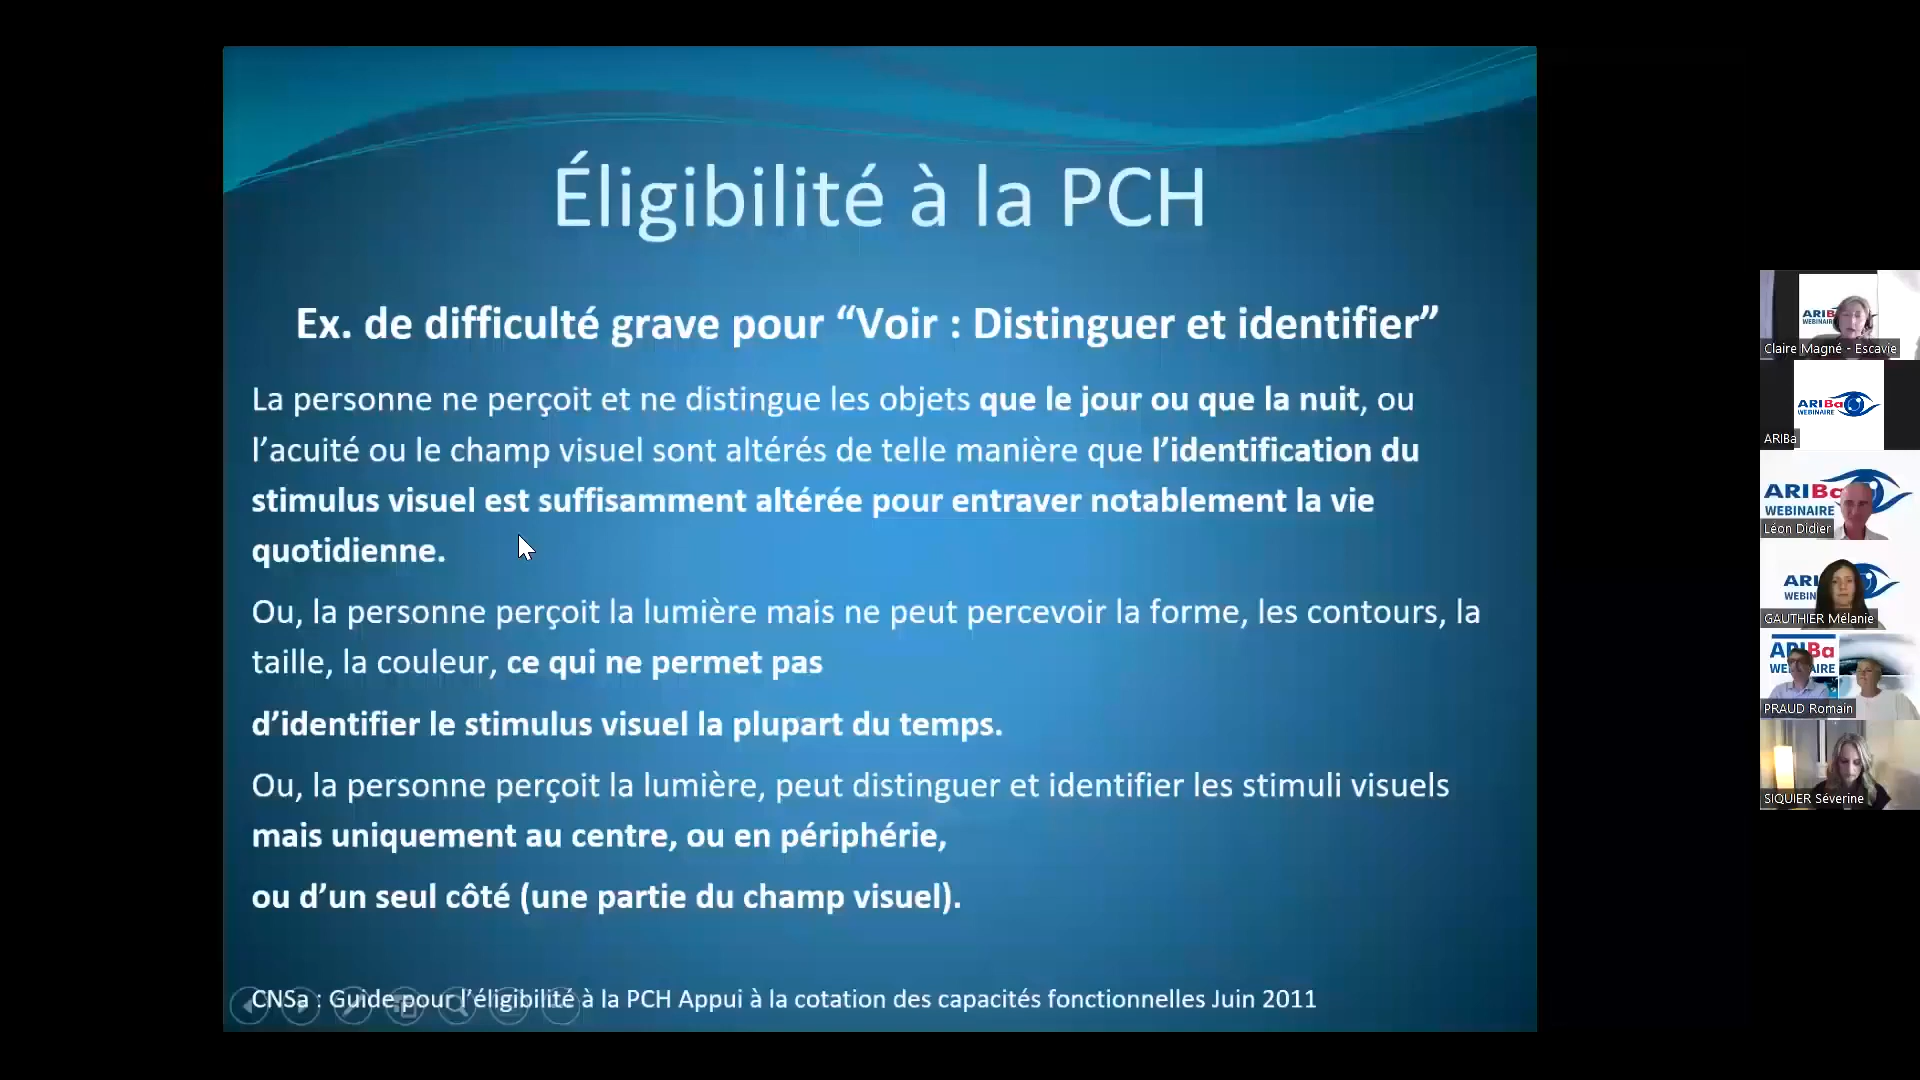 Éligibilité à la PCH
Ex. de difficulté grave pour “Voir : Distinguer et identifier”
La personne ne perçoit et ne distingue les objets que le jour ou que la nuit, ou
l’acuité ou le champ visuel sont altérés de telle manière que l’identification du
stimulus visuel est suffisamment altérée pour entraver notablement la vie
quotidienne.
Ou, la personne perçoit la lumière mais ne peut percevoir la forme, les contours, la
taille, la couleur, ce qui ne permet pas
d’identifier le stimulus visuel la plupart du temps.
Ou, la personne perçoit la lumière, peut distinguer et identifier les stimuli visuels
mais uniquement au centre, ou en périphérie,
ou d’un seul côté (une partie du champ visuel).
CNSa : Guide pour l’éligibilité à la PCH Appui à la cotation des capacités fonctionnelles Juin 2011
Claire Magné - Escavie
ARIBa
WEBINAIRE
ARIBa
WEBINAIRE
Léon Didier
GAUTHIER Mélanie
PRAUD Romain
SIQUIER Séverine